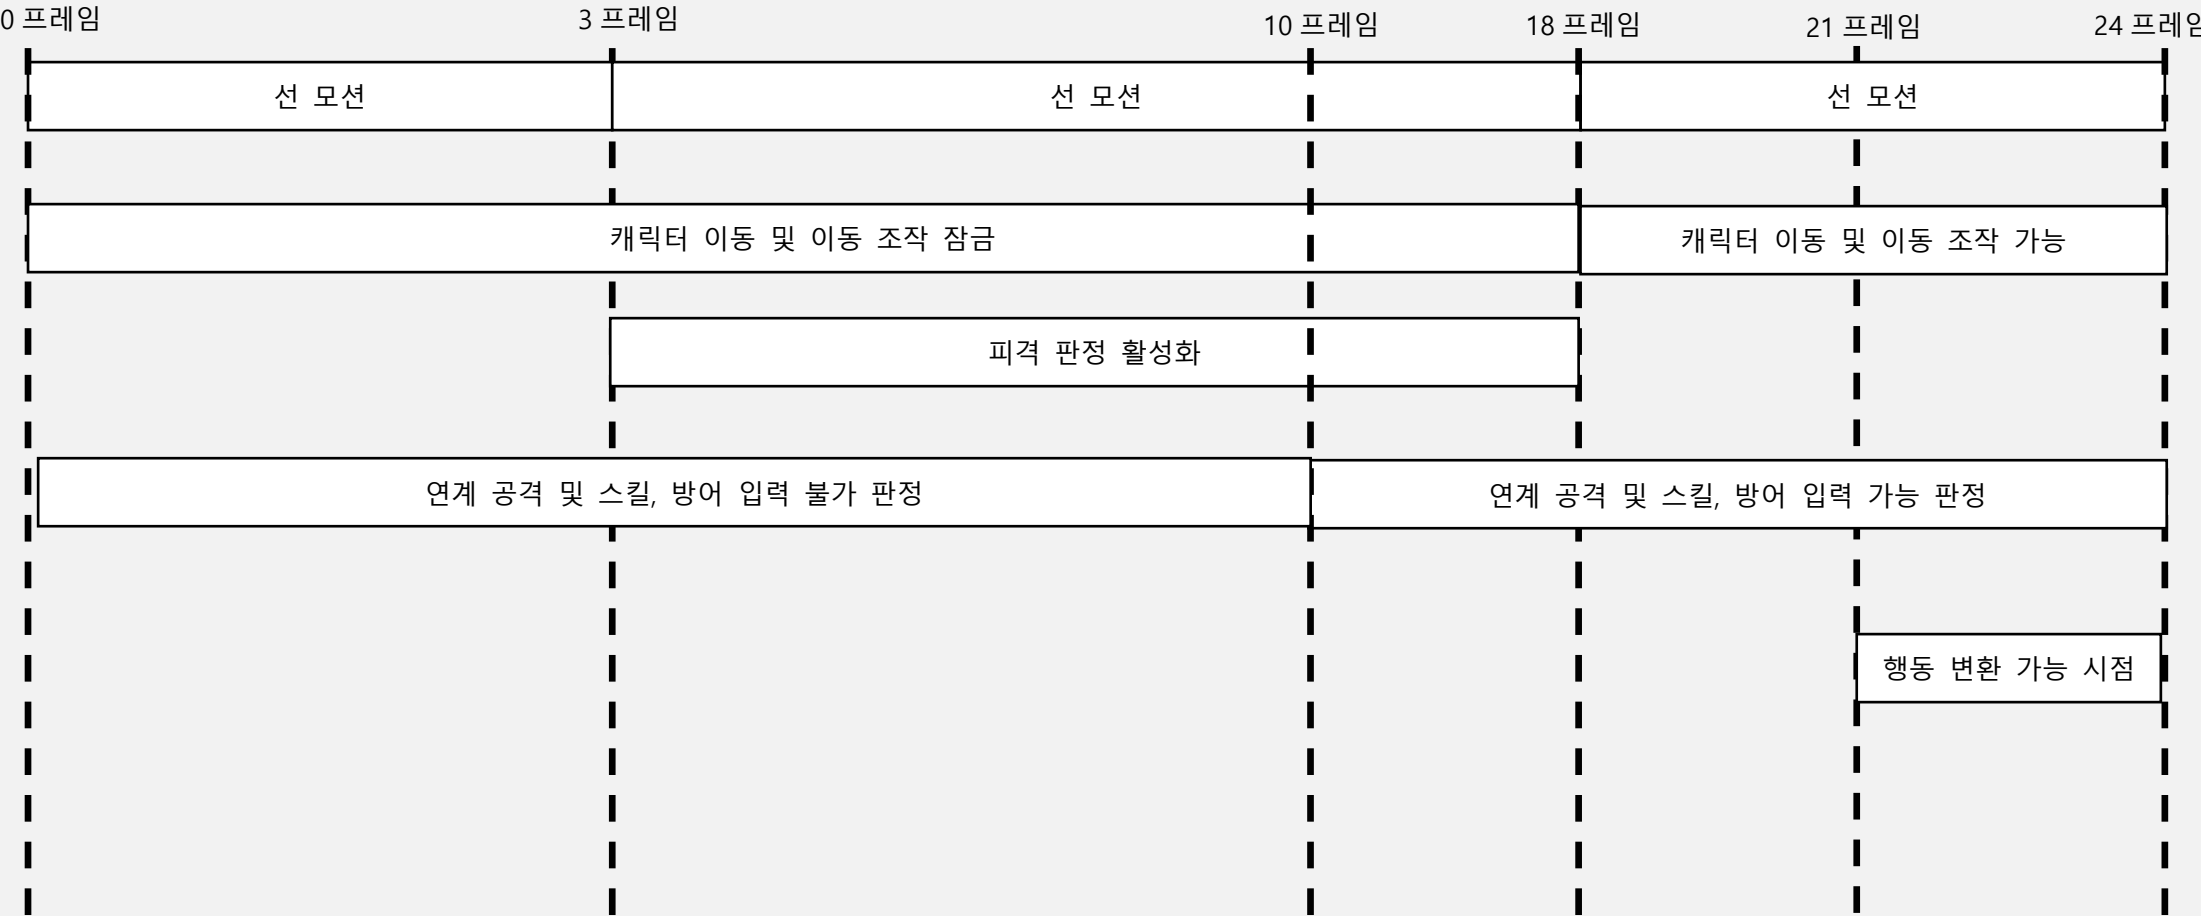 0 프레임
3 프레임
10 프레임
18 프레임
21 프레임
24 프레임
선 모션
선 모션
선 모션
캐릭터 이동 및 이동 조작 잠금
캐릭터 이동 및 이동 조작 가능
피격 판정 활성화
연계 공격 및 스킬, 방어 입력 불가 판정
연계 공격 및 스킬, 방어 입력 가능 판정
행동 변환 가능 시점